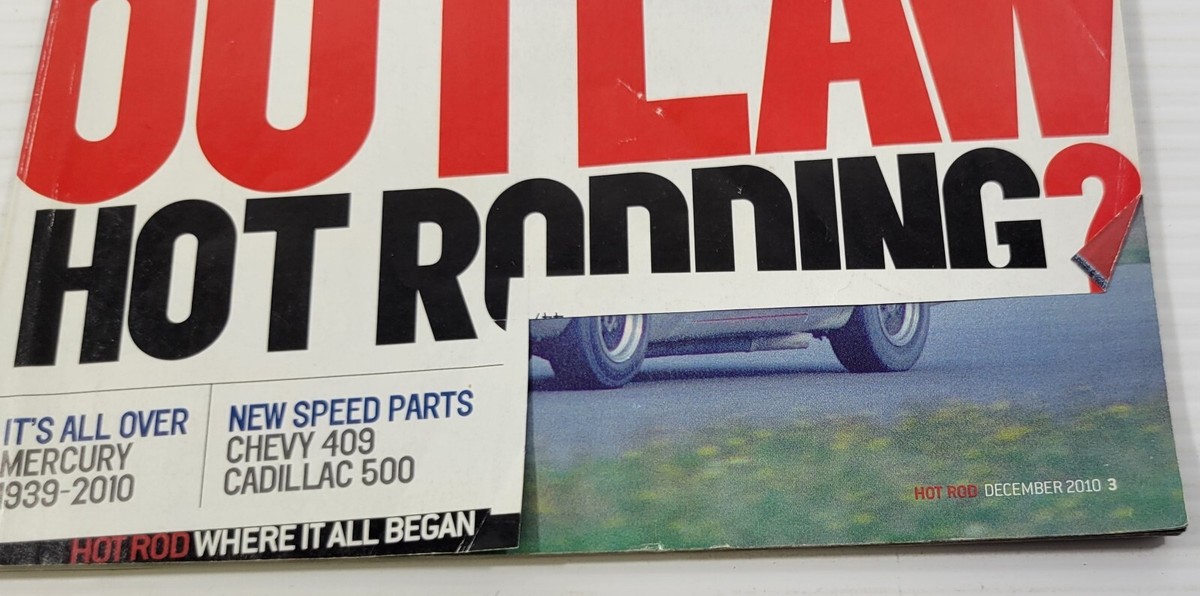 OUTLAW
HOT RODDING?
IT'S ALL OVER
MERCURY
1939-2010
NEW SPEED PARTS
CHEVY 409
CADILLAC 500
HOT ROD WHERE IT ALL BEGAN
HOT ROD DECEMBER 2010 3